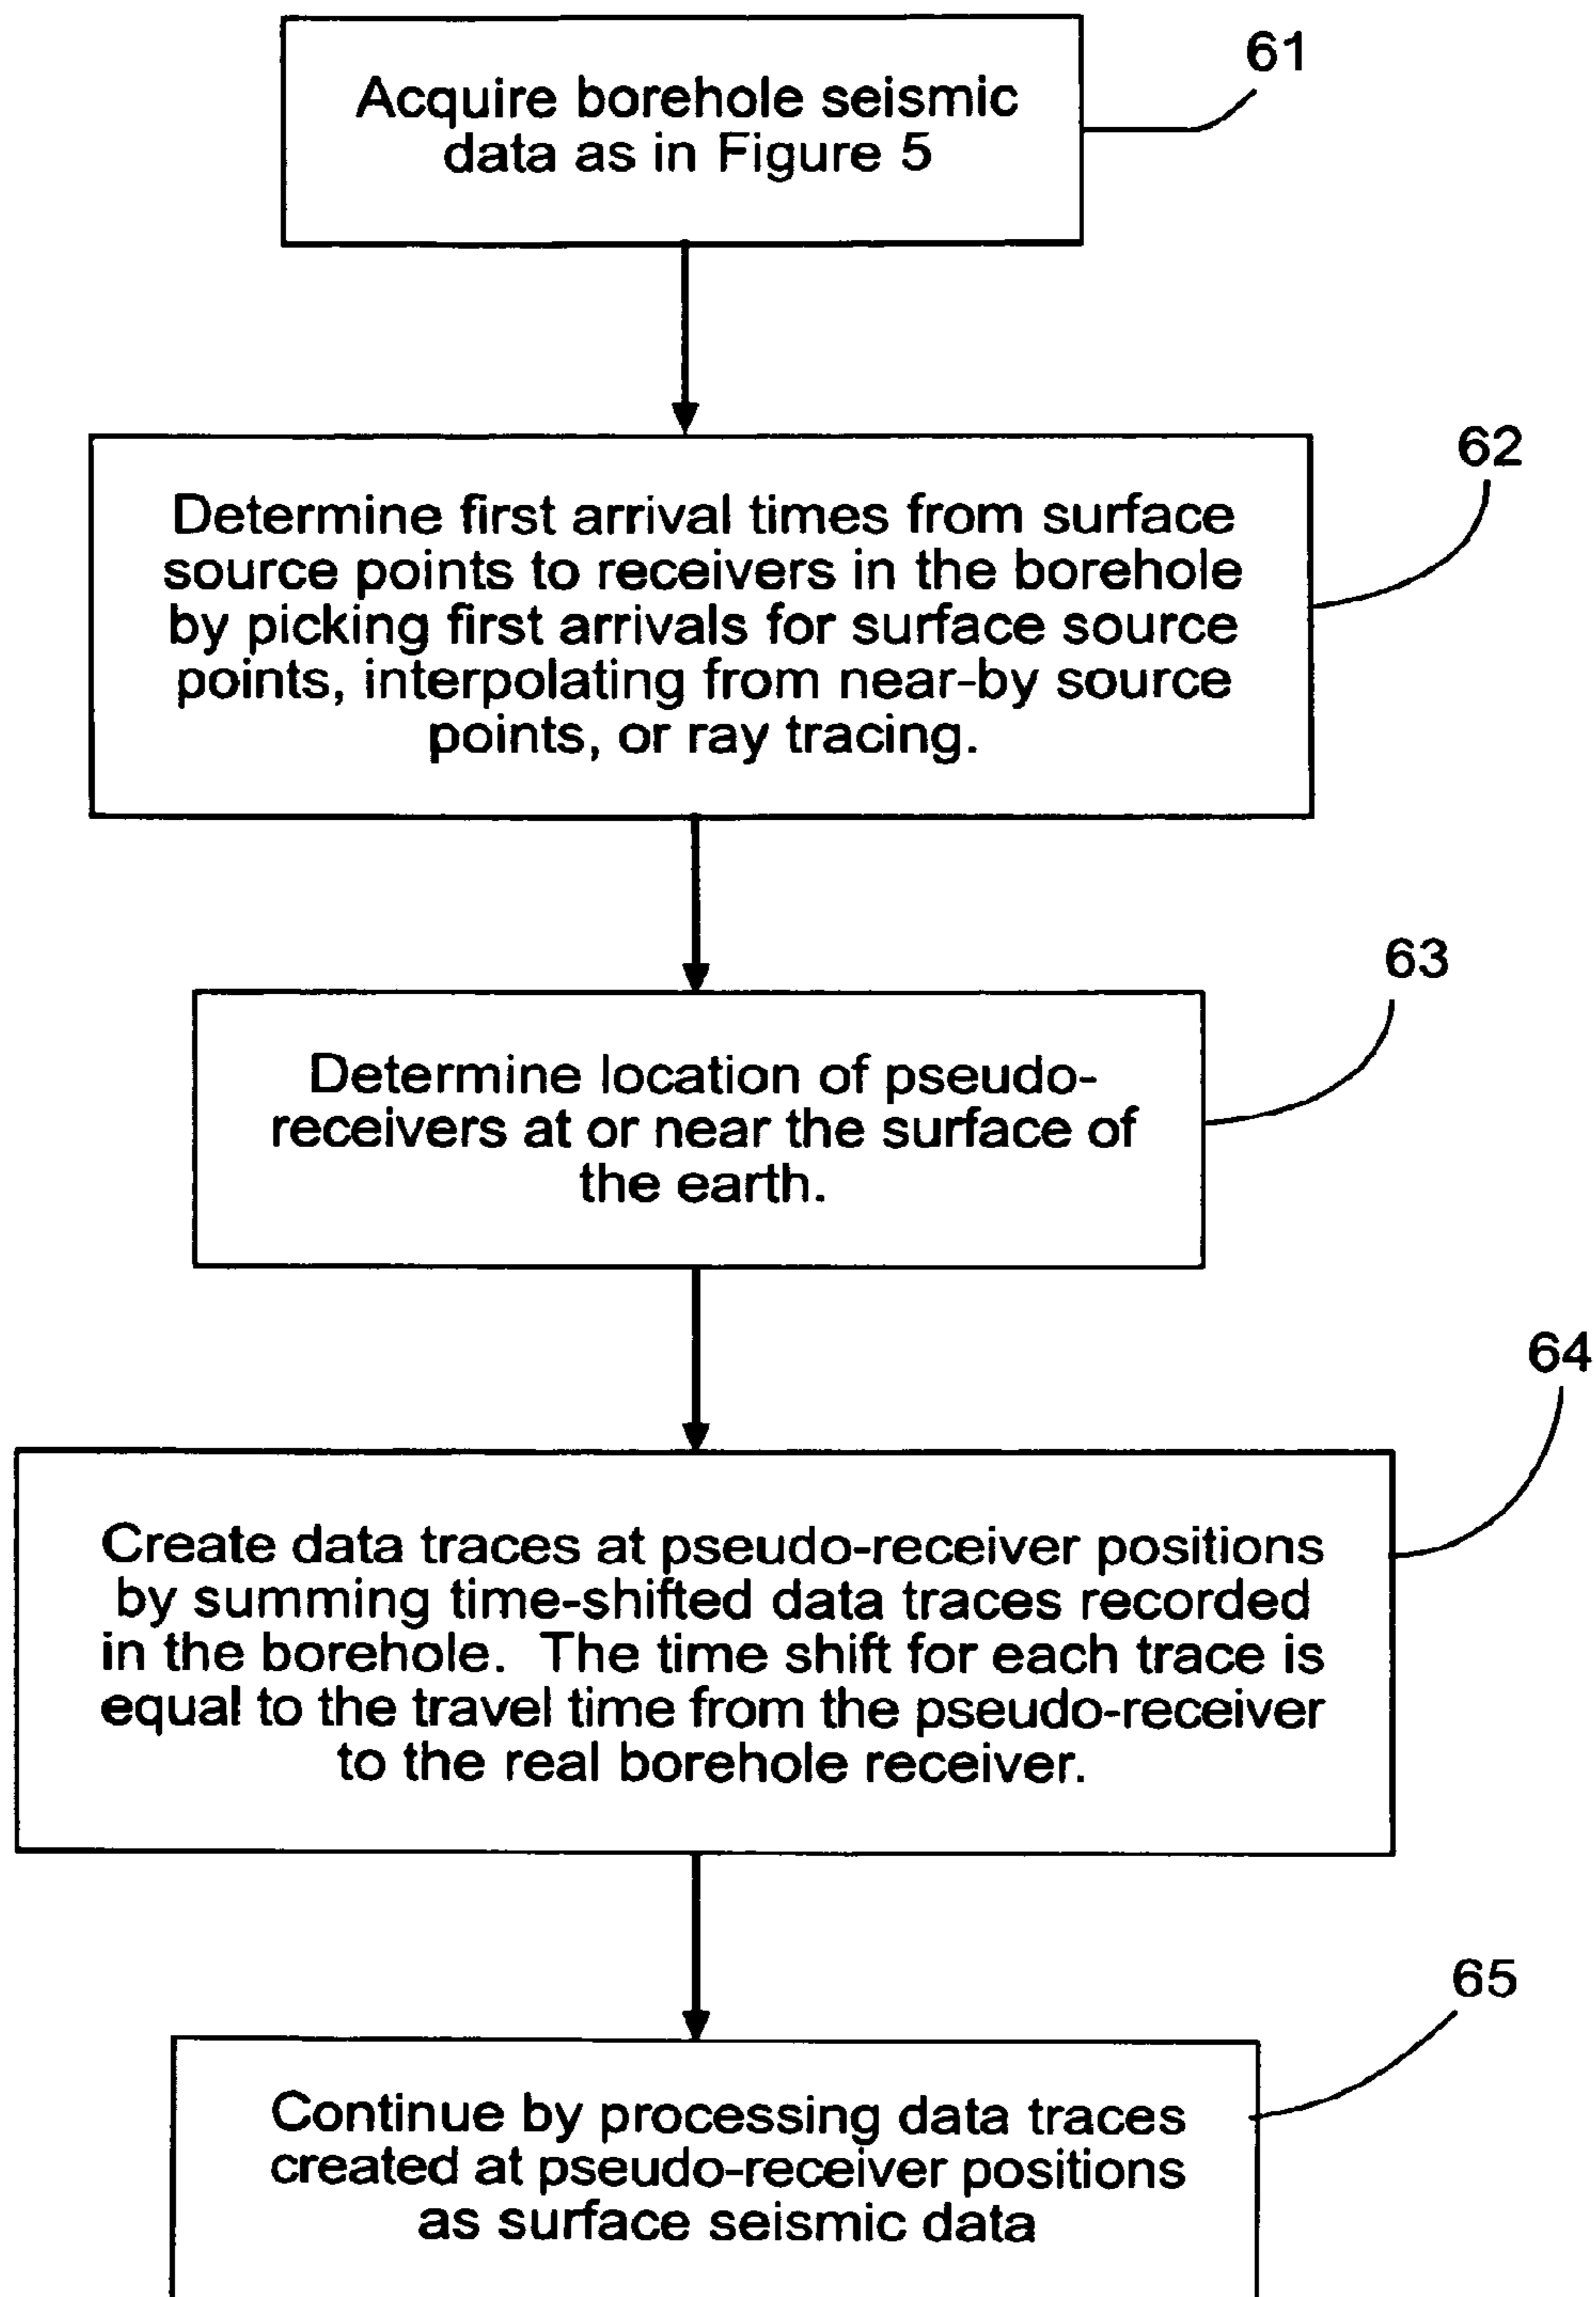 61
Acquire borehole seismic
data as in Figure 5
62
Determine first arrival times from surface
source points to receivers in the borehole
by picking first arrivals for surface source
points, interpolating from near-by source
points, or ray tracing.
63
Determine location of pseudo-
receivers at or near the surface of
the earth.
64
Create data traces at pseudo-receiver positions
by summing time-shifted data traces recorded
in the borehole. The time shift for each trace is
equal to the travel time from the pseudo-receiver
to the real borehole receiver.
65
Continue by processing data traces
created at pseudo-receiver positions
as surface seismic data